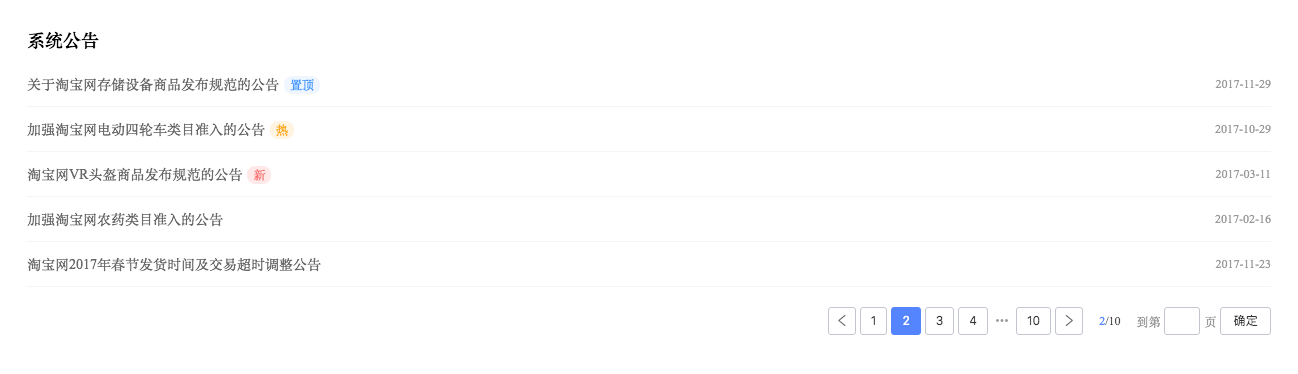 系统公告
关于淘宝网存储设备商品发布规范的公告 置顶 2017-11-29
加强淘宝网电动四轮车类目准入的公告 热 2017-10-29
淘宝网VR头盔商品发布规范的公告 新 2017-03-11
加强淘宝网农药类目准入的公告 2017-02-16
淘宝网2017年春节发货时间及交易超时调整公告 2017-11-23
1 2 3 4 ••• 10 2/10 到第 页 确定